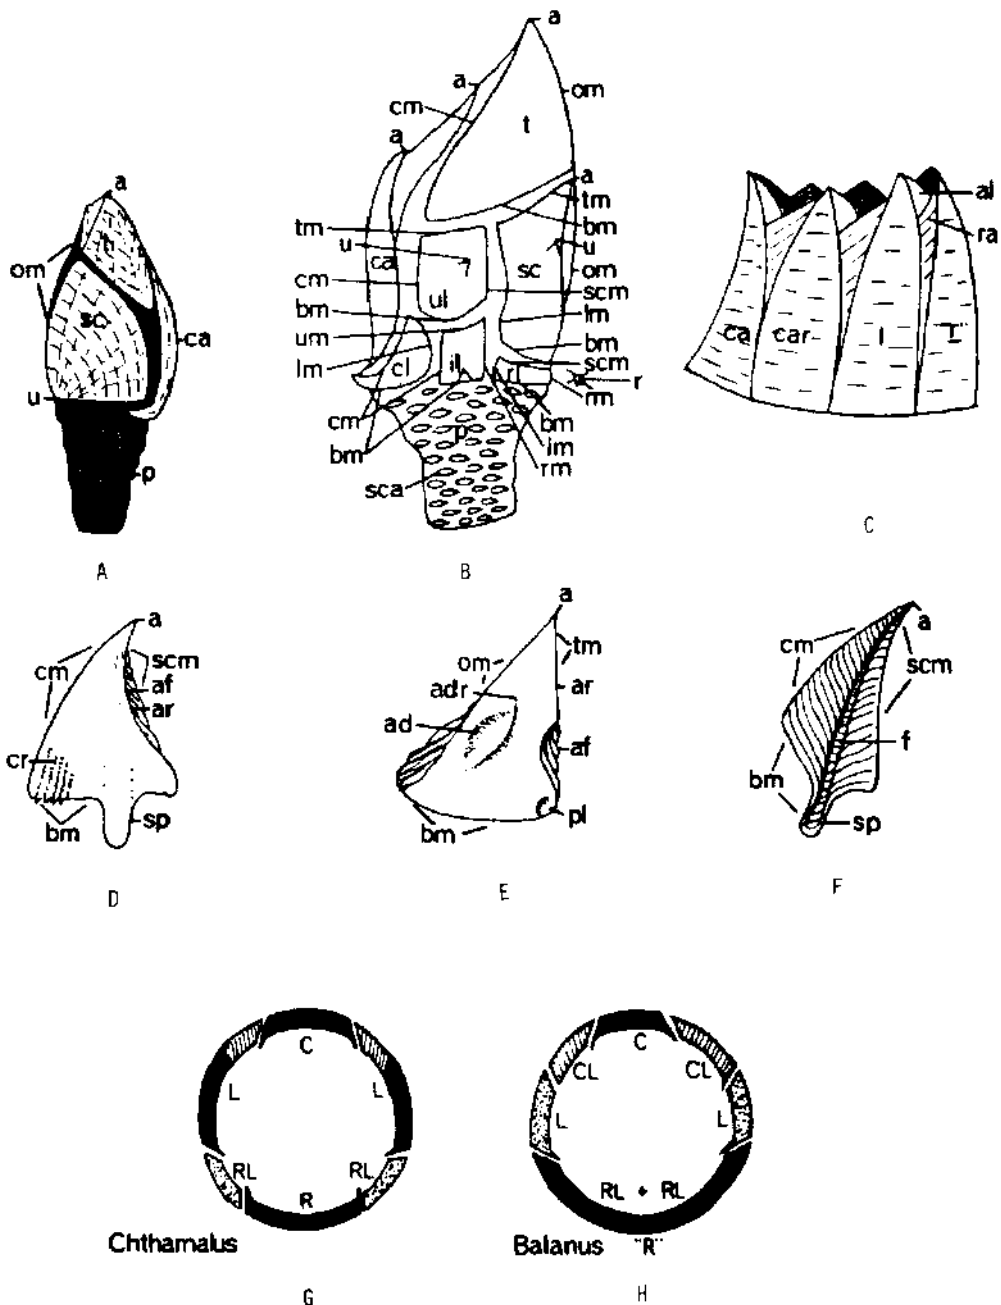 a
om
t
sc
ca
u
p
A
a
a
cm
a
om
t
a
tm
tm
bm
u
u
ca
sc
om
cm
scm
ul
bm
lm
um
bm
lm
cl
il
scm
r
r
rm
cm
bm
bm
p
lm
rm
sca
B
al
ra
ca
car
l
"L"
C
a
scm
cm
af
ar
cr
bm
sp
D
a
tm
om
adr
ar
ad
af
pl
bm
E
a
cm
scm
f
bm
sp
F
C
L
L
RL
RL
R
Chthamalus
G
C
CL
CL
L
L
RL + RL
Balanus "R"
H